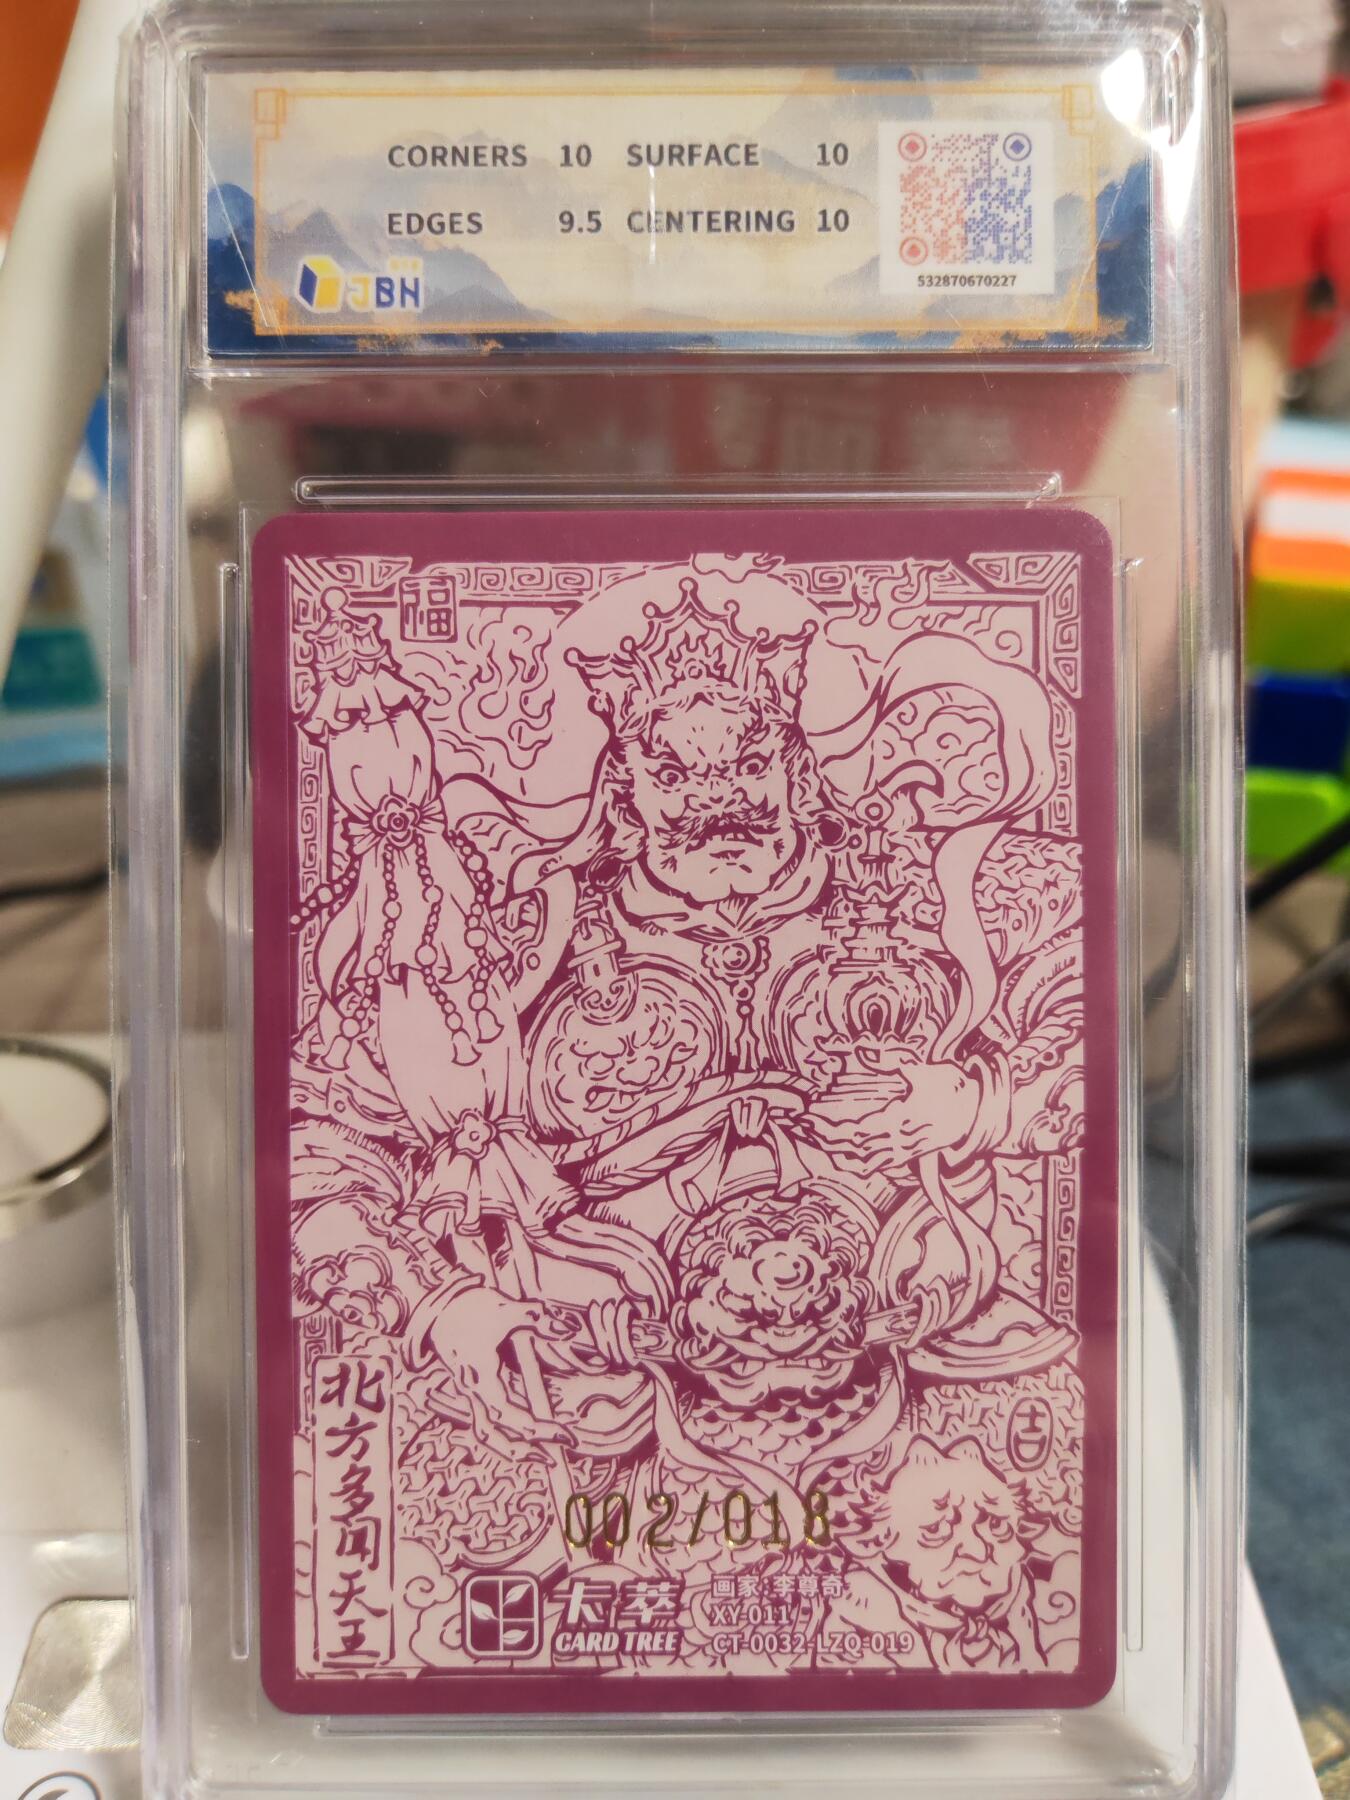 CORNERS 10 SURFACE 10
EDGES 9.5 CENTERING 10
JBH
532870670227
福
北方多闻天王
吉
002/018
卡萃
CARD TREE
画家:李尊奇
XY-011
CT-0032-LZQ-019